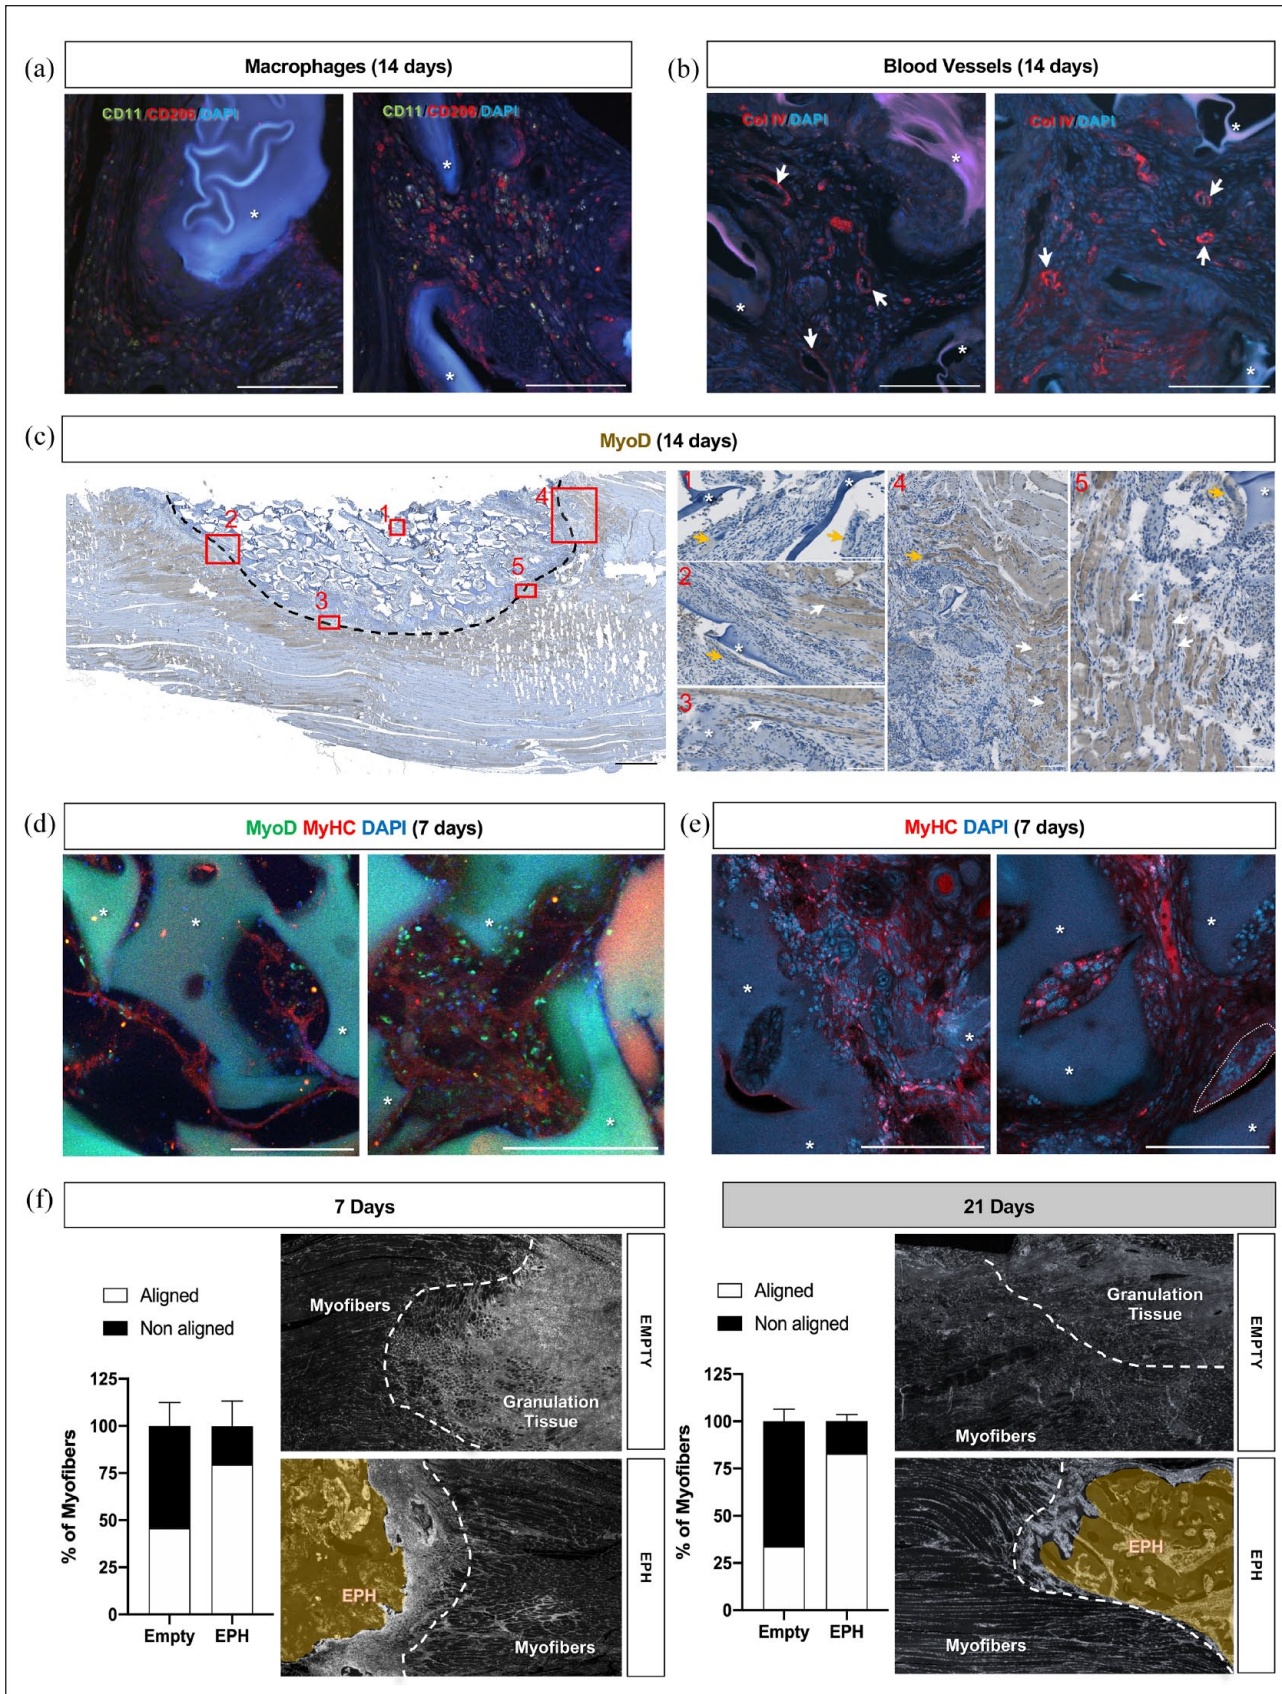 (a)
Macrophages (14 days)
CD11/CD206/DAPI
*
CD11/CD206/DAPI
*
*
(b)
Blood Vessels (14 days)
Col IV/DAPI
*
*
*
Col IV/DAPI
*
*
(c)
MyoD (14 days)
1
2
3
4
5
1
*
*
2
*
3
*
4
5
*
(d)
MyoD MyHC DAPI (7 days)
*
*
*
*
*
*
(e)
MyHC DAPI (7 days)
*
*
*
*
*
*
*
(f)
7 Days
Aligned
Non aligned
% of Myofibers
125
100
75
50
25
0
Empty
EPH
Myofibers
Granulation
Tissue
EMPTY
EPH
Myofibers
EPH
21 Days
Aligned
Non aligned
% of Myofibers
125
100
75
50
25
0
Empty
EPH
Granulation
Tissue
Myofibers
EMPTY
EPH
Myofibers
EPH